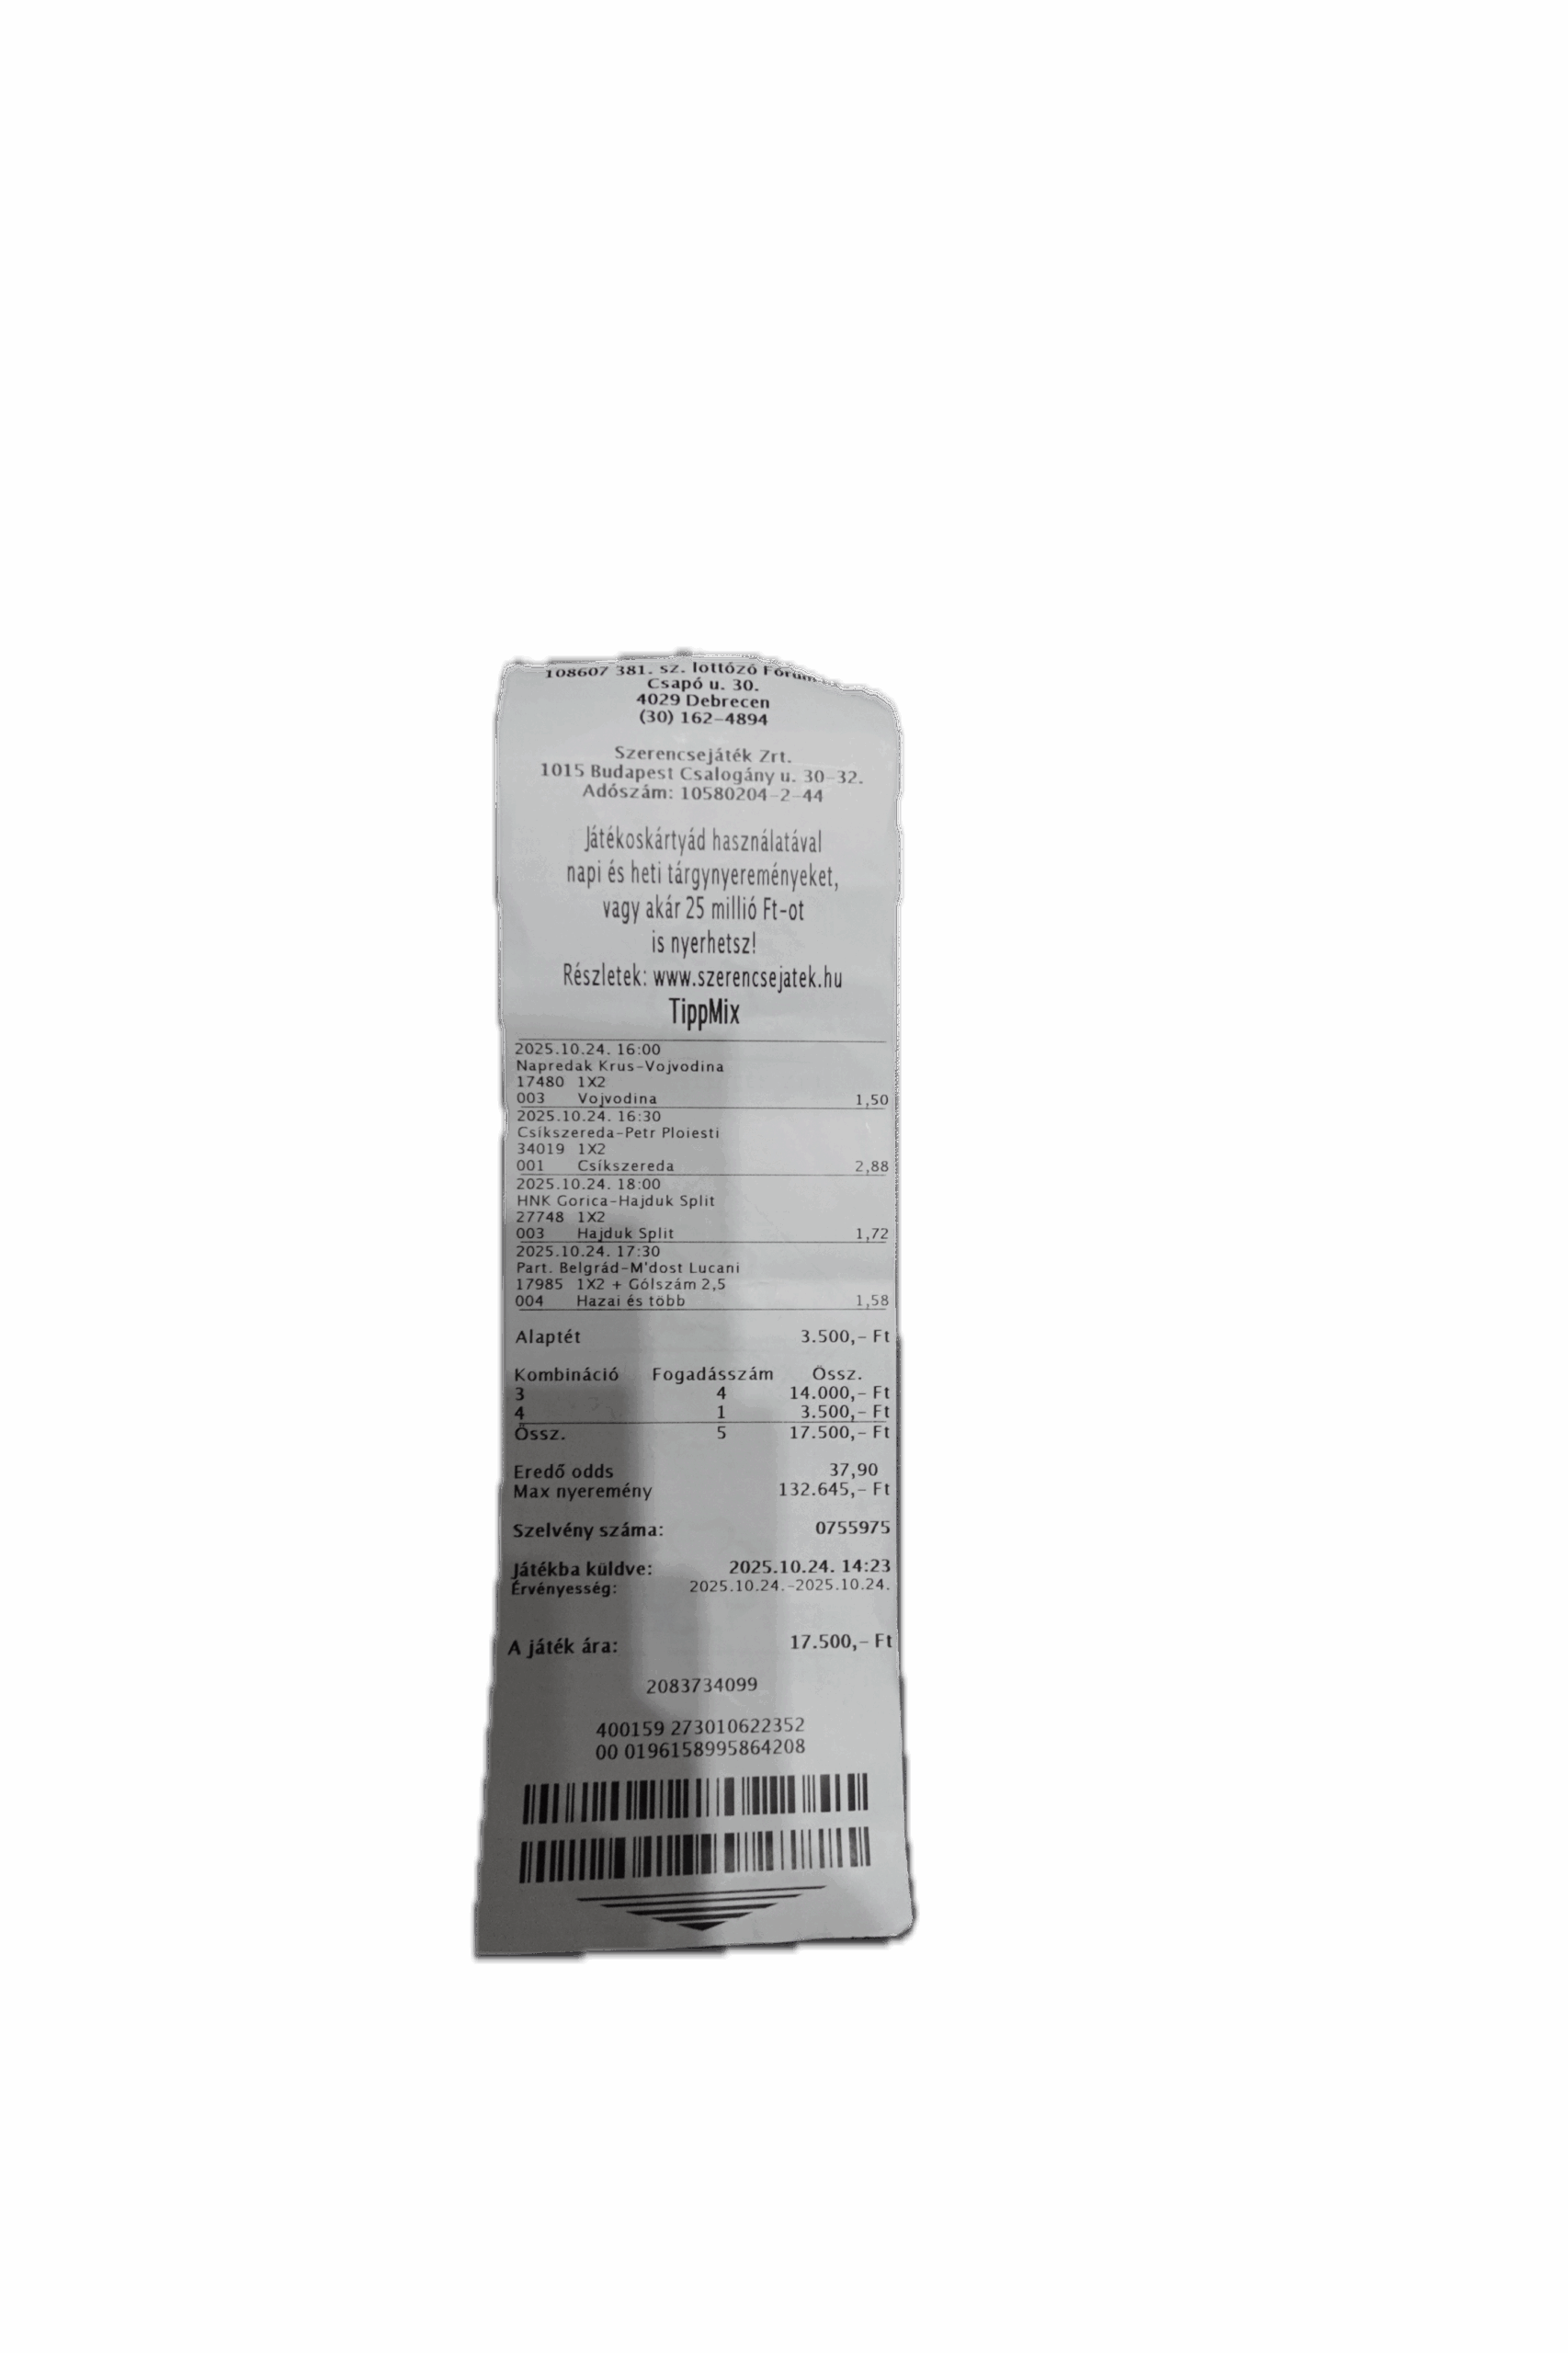 108607 381. sz. lottózó Fórum
Csapó u. 30.
4029 Debrecen
(30) 162-4894
Szerencsejáték Zrt.
1015 Budapest Csalogány u. 30-32.
Adószám: 10580204-2-44
Játékoskártyád használatával
napi és heti tárgynyereményeket,
vagy akár 25 millió Ft-ot
is nyerhetsz!
Részletek: www.szerencsejatek.hu
TippMix
2025.10.24. 16:00
Napredak Krus-Vojvodina
17480 1X2
003 Vojvodina 1,50
2025.10.24. 16:30
Csíkszereda-Petr Ploiesti
34019 1X2
001 Csíkszereda 2,88
2025.10.24. 18:00
HNK Gorica-Hajduk Split
27748 1X2
003 Hajduk Split 1,72
2025.10.24. 17:30
Part. Belgrád-M'dost Lucani
17985 1X2 + Gólszám 2,5
004 Hazai és több 1,58
Alaptét 3.500,- Ft
Kombináció Fogadásszám Össz.
3 4 14.000,- Ft
4 1 3.500,- Ft
Össz. 5 17.500,- Ft
Eredő odds 37,90
Max nyeremény 132.645,- Ft
Szelvény száma: 0755975
Játékba küldve: 2025.10.24. 14:23
Érvényesség: 2025.10.24.-2025.10.24.
A játék ára: 17.500,- Ft
2083734099
400159 273010622352
00 0196158995864208